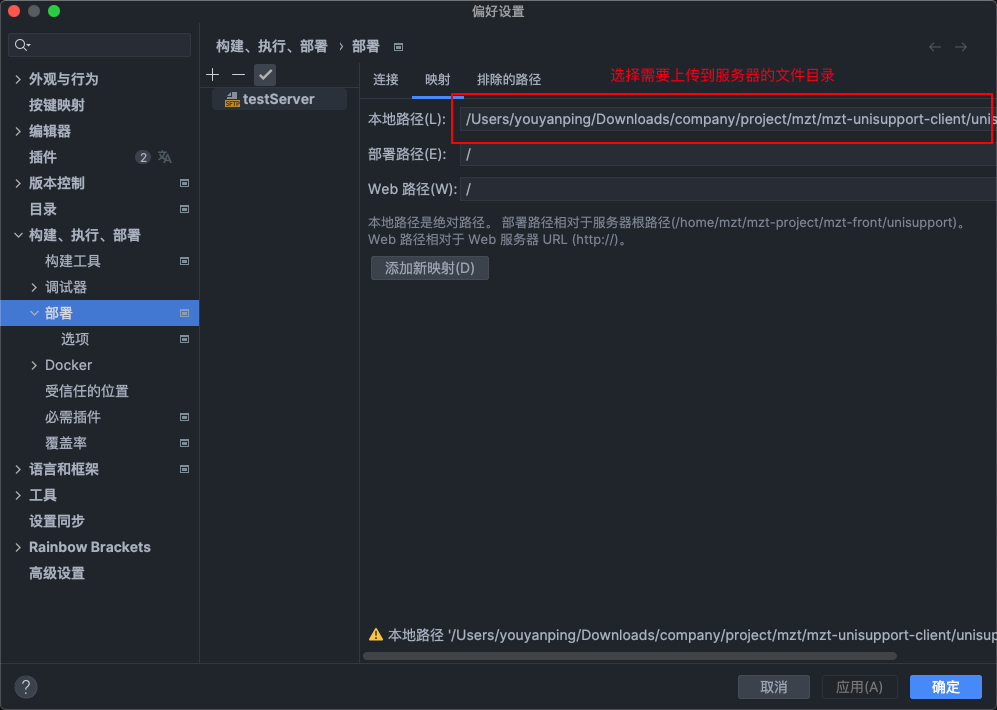 偏好设置
外观与行为
按键映射
编辑器
插件 2
版本控制
目录
构建、执行、部署
构建工具
调试器
部署
选项
Docker
受信任的位置
必需插件
覆盖率
语言和框架
工具
设置同步
Rainbow Brackets
高级设置
构建、执行、部署 › 部署
SFTP testServer
连接 映射 排除的路径
选择需要上传到服务器的文件目录
本地路径(L): /Users/youyanping/Downloads/company/project/mzt/mzt-unisupport-client/unis
部署路径(E): /
Web 路径(W): /
本地路径是绝对路径。 部署路径相对于服务器根路径(/home/mzt/mzt-project/mzt-front/unisupport)。
Web 路径相对于 Web 服务器 URL (http://)。
添加新映射(D)
本地路径 '/Users/youyanping/Downloads/company/project/mzt/mzt-unisupport-client/unisupp
?
取消 应用(A) 确定